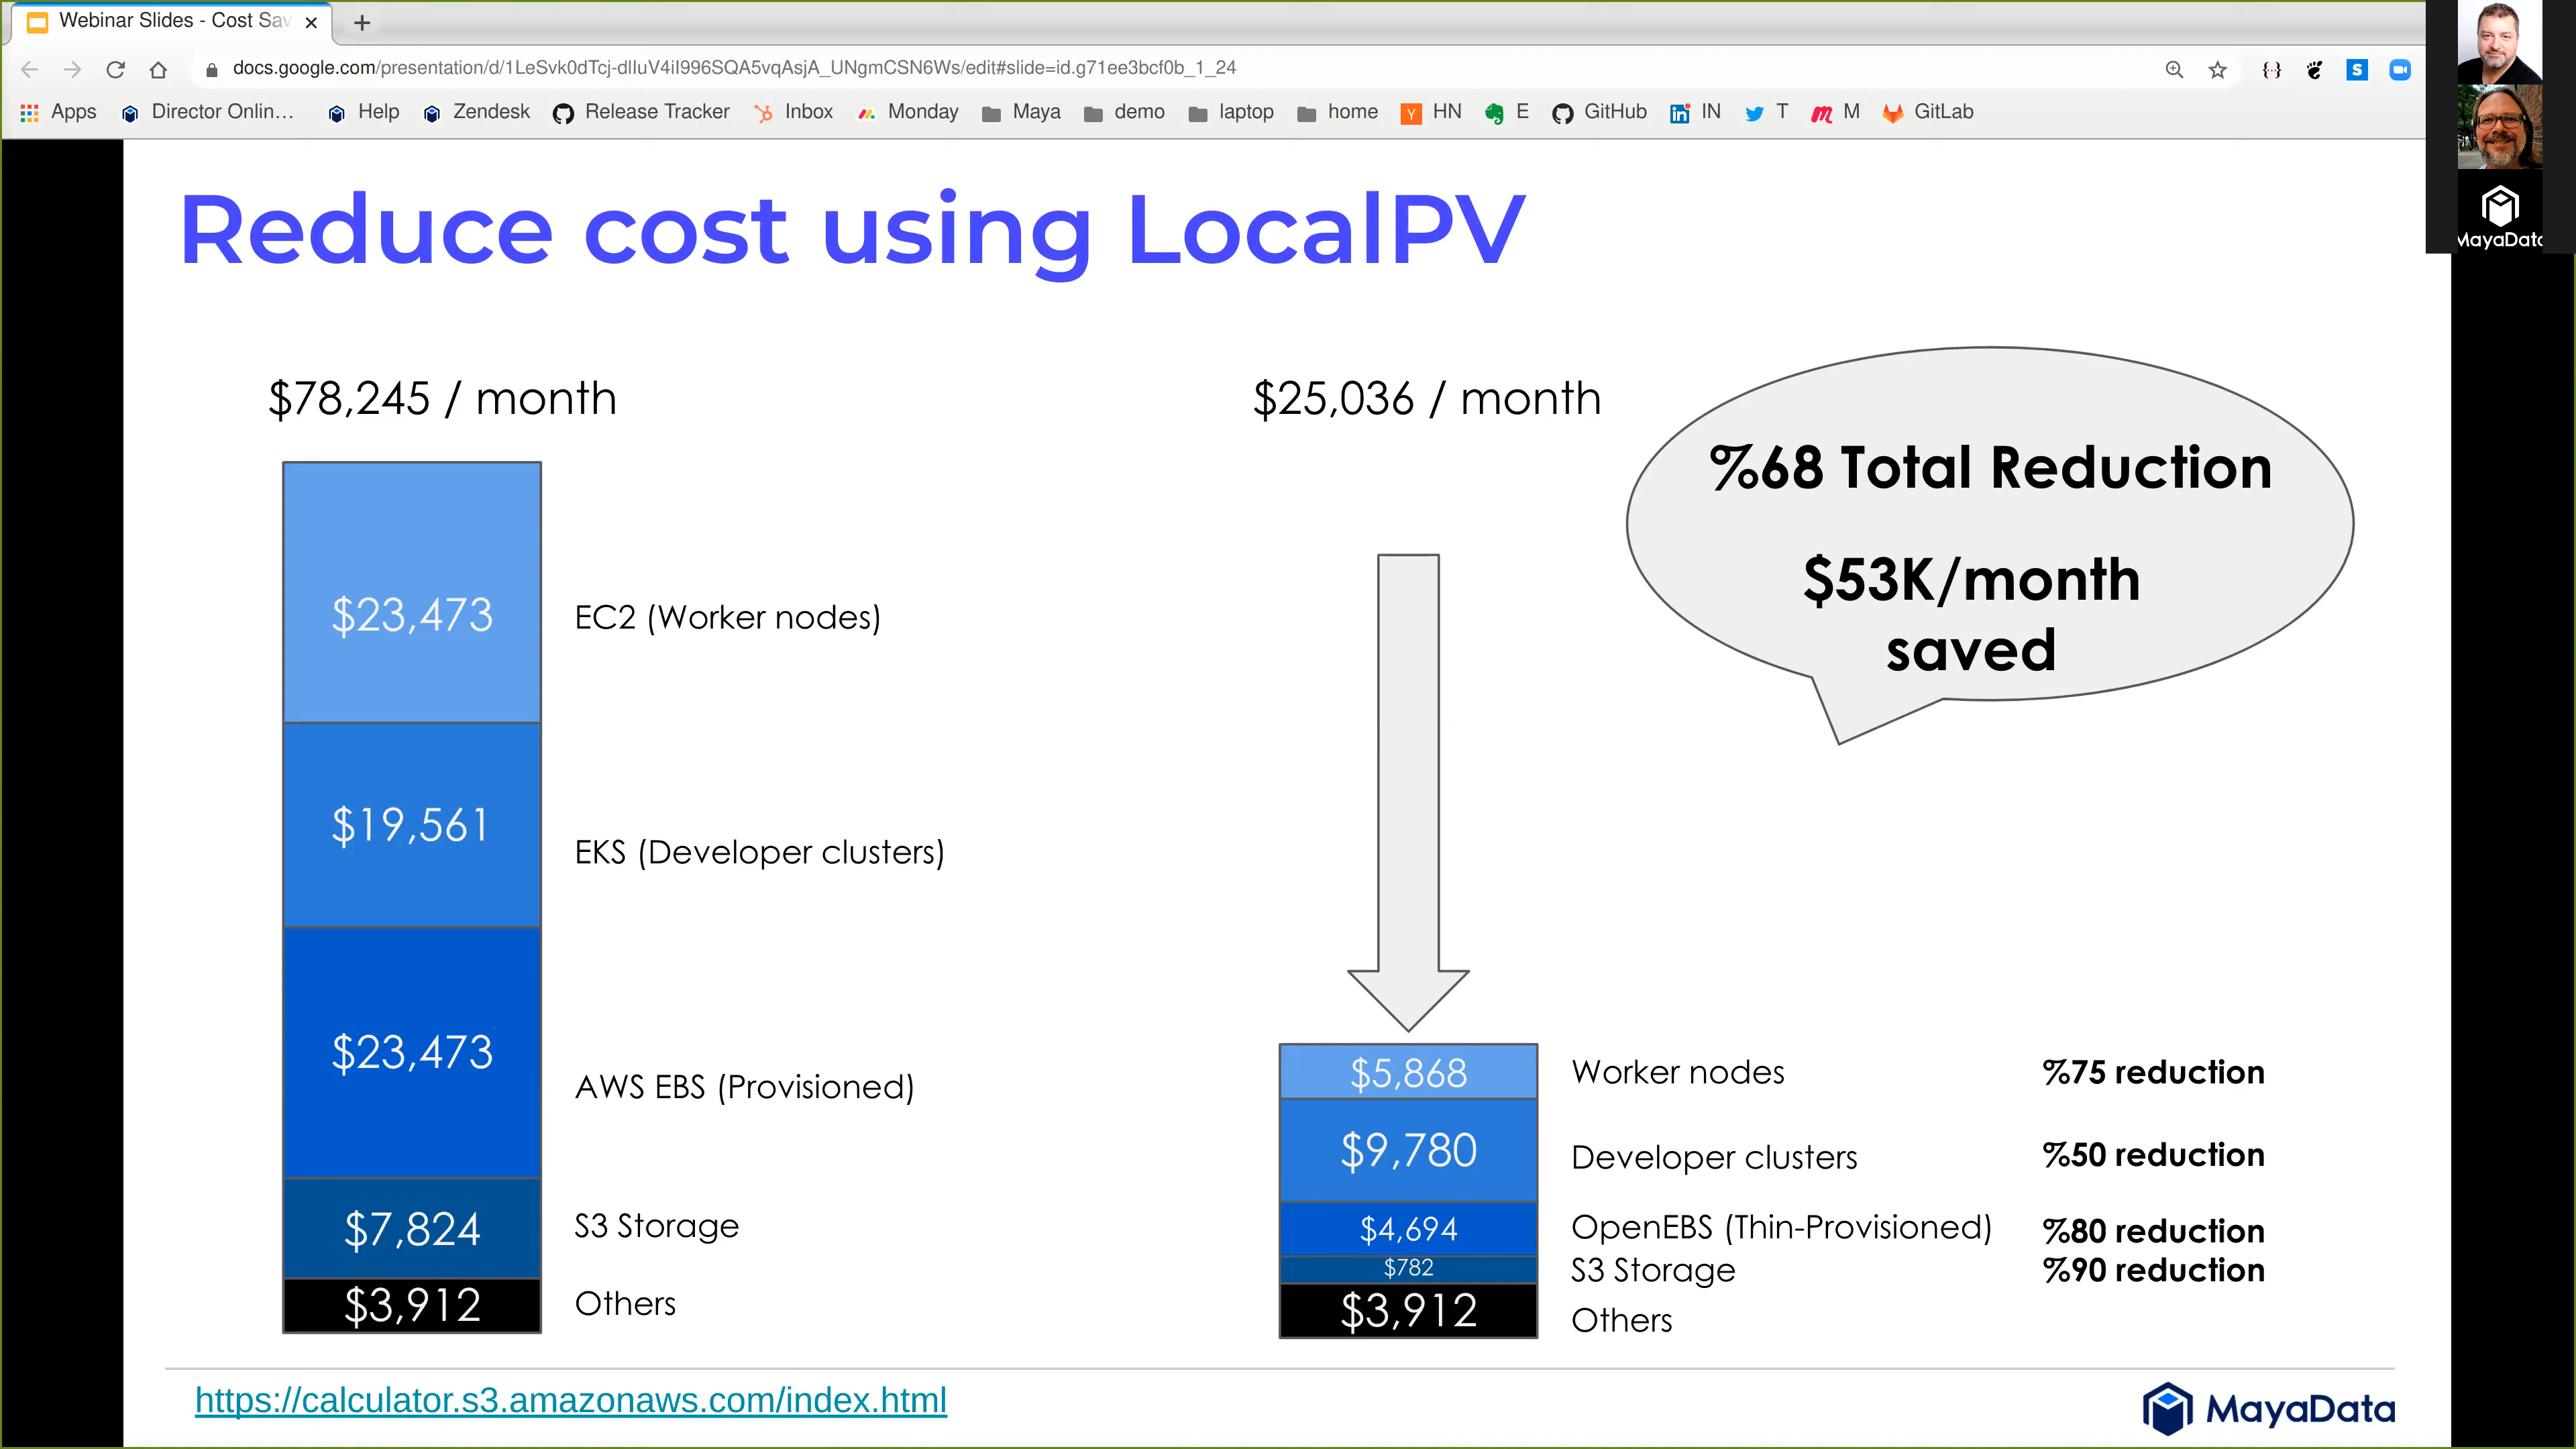 Webinar Slides - Cost Sav
docs.google.com/presentation/d/1LeSvk0dTcj-dlIuV4iI996SQA5vqAsjA_UNgmCSN6Ws/edit#slide=id.g71ee3bcf0b_1_24
Apps Director Onlin... Help Zendesk Release Tracker Inbox Monday Maya demo laptop home HN E GitHub IN T M GitLab
MayaData
Reduce cost using LocalPV
$78,245 / month
$25,036 / month
%68 Total Reduction
$53K/month
saved
$23,473 EC2 (Worker nodes)
$19,561 EKS (Developer clusters)
$23,473 AWS EBS (Provisioned)
$7,824 S3 Storage
$3,912 Others
$5,868 Worker nodes %75 reduction
$9,780 Developer clusters %50 reduction
$4,694 OpenEBS (Thin-Provisioned) %80 reduction
$782 S3 Storage %90 reduction
$3,912 Others
https://calculator.s3.amazonaws.com/index.html
MayaData